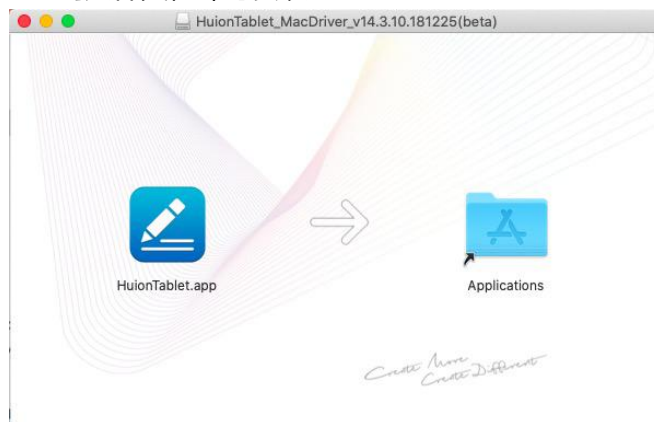 HuionTablet_MacDriver_v14.3.10.181225(beta)
HuionTablet.app
Applications
Create More
Create Different